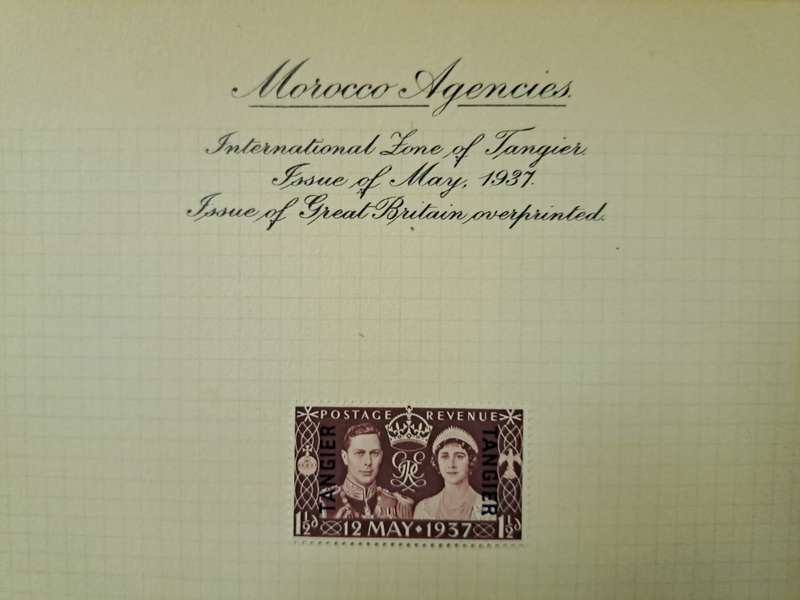 Morocco Agencies.
International Zone of Tangier.
Issue of May, 1937.
Issue of Great Britain overprinted.
POSTAGE REVENUE
TANGIER
TANGIER
GRE
1½d 12 MAY 1937 1½d